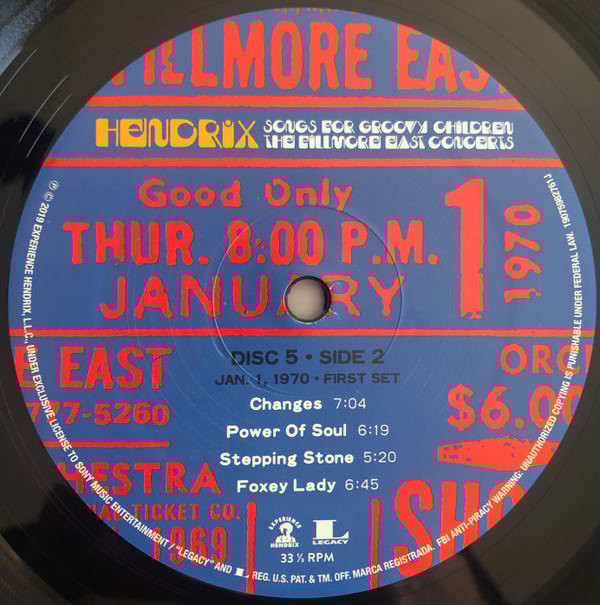 FILLMORE EAST
HENDRIX SONGS FOR GROOVY CHILDREN
THE FILLMORE EAST CONCERTS
Good Only
THUR. 8:00 P.M.
JANUARY 1
1970
DISC 5 • SIDE 2
JAN. 1, 1970 • FIRST SET
E EAST
ORC
777-5260
$6.00
Changes 7:04
Power Of Soul 6:19
Stepping Stone 5:20
Foxey Lady 6:45
HESTRA
TICKET CO.
1969
SHO
EXPERIENCE
HENDRIX
L
LEGACY
33 ⅓ RPM
℗ © 2019 EXPERIENCE HENDRIX, L.L.C., UNDER EXCLUSIVE LICENSE TO SONY MUSIC ENTERTAINMENT / "LEGACY" AND L REG. U.S. PAT. & TM. OFF. MARCA REGISTRADA. FBI ANTI-PIRACY WARNING: UNAUTHORIZED COPYING IS PUNISHABLE UNDER FEDERAL LAW. 19075982761J